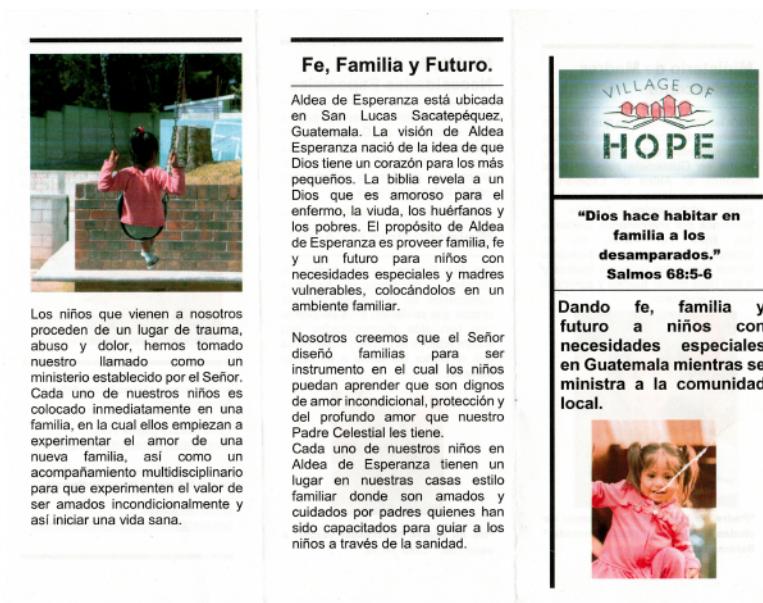 Los niños que vienen a nosotros
proceden de un lugar de trauma,
abuso y dolor, hemos tomado
nuestro llamado como un
ministerio establecido por el Señor.
Cada uno de nuestros niños es
colocado inmediatamente en una
familia, en la cual ellos empiezan a
experimentar el amor de una
nueva familia, así como un
acompañamiento multidisciplinario
para que experimenten el valor de
ser amados incondicionalmente y
así iniciar una vida sana.
Fe, Familia y Futuro.
Aldea de Esperanza está ubicada
en San Lucas Sacatepéquez,
Guatemala. La visión de Aldea
Esperanza nació de la idea de que
Dios tiene un corazón para los más
pequeños. La biblia revela a un
Dios que es amoroso para el
enfermo, la viuda, los huérfanos y
los pobres. El propósito de Aldea
de Esperanza es proveer familia, fe
y un futuro para niños con
necesidades especiales y madres
vulnerables, colocándolos en un
ambiente familiar.
Nosotros creemos que el Señor
diseñó familias para ser
instrumento en el cual los niños
puedan aprender que son dignos
de amor incondicional, protección y
del profundo amor que nuestro
Padre Celestial les tiene.
Cada uno de nuestros niños en
Aldea de Esperanza tienen un
lugar en nuestras casas estilo
familiar donde son amados y
cuidados por padres quienes han
sido capacitados para guiar a los
niños a través de la sanidad.
VILLAGE OF
HOPE
“Dios hace habitar en
familia a los
desamparados.”
Salmos 68:5-6
Dando fe, familia y
futuro a niños con
necesidades especiales
en Guatemala mientras se
ministra a la comunidad
local.